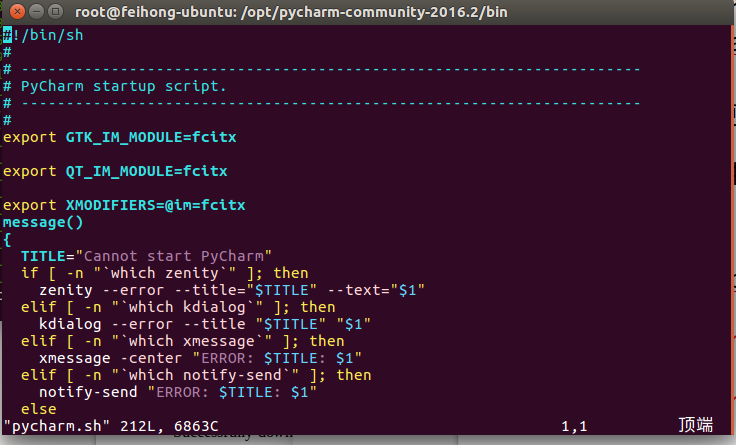 root@feihong-ubuntu: /opt/pycharm-community-2016.2/bin
#!/bin/sh
#
# ---------------------------------------------------------------------
# PyCharm startup script.
# ---------------------------------------------------------------------
#
export GTK_IM_MODULE=fcitx
export QT_IM_MODULE=fcitx
export XMODIFIERS=@im=fcitx
message()
{
  TITLE="Cannot start PyCharm"
  if [ -n "`which zenity`" ]; then
    zenity --error --title="$TITLE" --text="$1"
  elif [ -n "`which kdialog`" ]; then
    kdialog --error --title "$TITLE" "$1"
  elif [ -n "`which xmessage`" ]; then
    xmessage -center "ERROR: $TITLE: $1"
  elif [ -n "`which notify-send`" ]; then
    notify-send "ERROR: $TITLE: $1"
  else
"pycharm.sh" 212L, 6863C 1,1 顶端